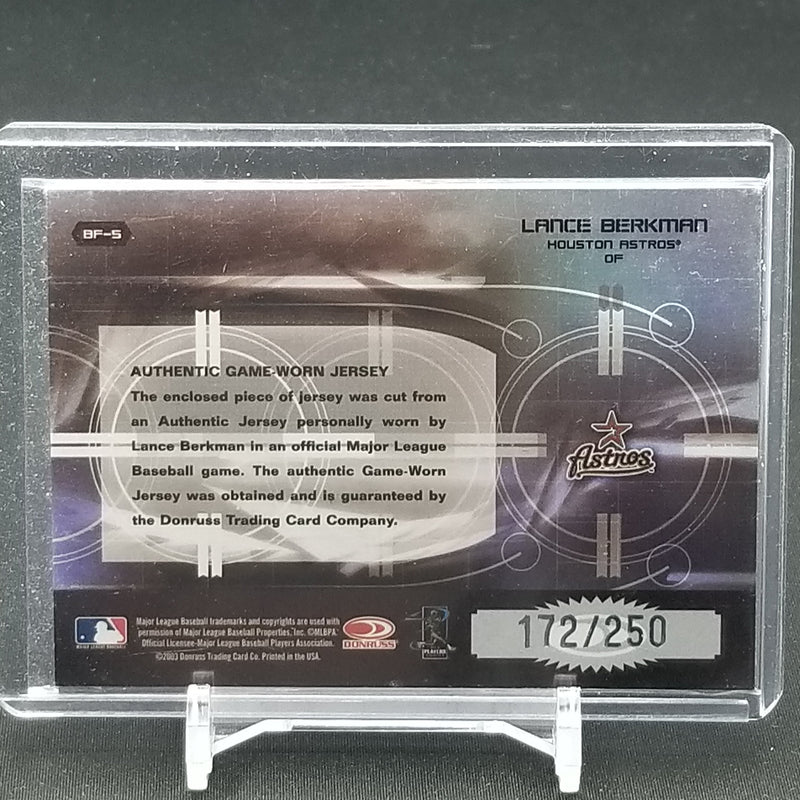 BF-5
LANCE BERKMAN
HOUSTON ASTROS®
OF
AUTHENTIC GAME-WORN JERSEY
The enclosed piece of jersey was cut from
an Authentic Jersey personally worn by
Lance Berkman in an official Major League
Baseball game. The authentic Game-Worn
Jersey was obtained and is guaranteed by
the Donruss Trading Card Company.
Astros
Major League Baseball trademarks and copyrights are used with
permission of Major League Baseball Properties, Inc. ©MLBPA
Official Licensee-Major League Baseball Players Association.
©2003 Donruss Trading Card Co. Printed in the USA.
MAJOR LEAGUE BASEBALL
DONRUSS
PLAYERS
172/250